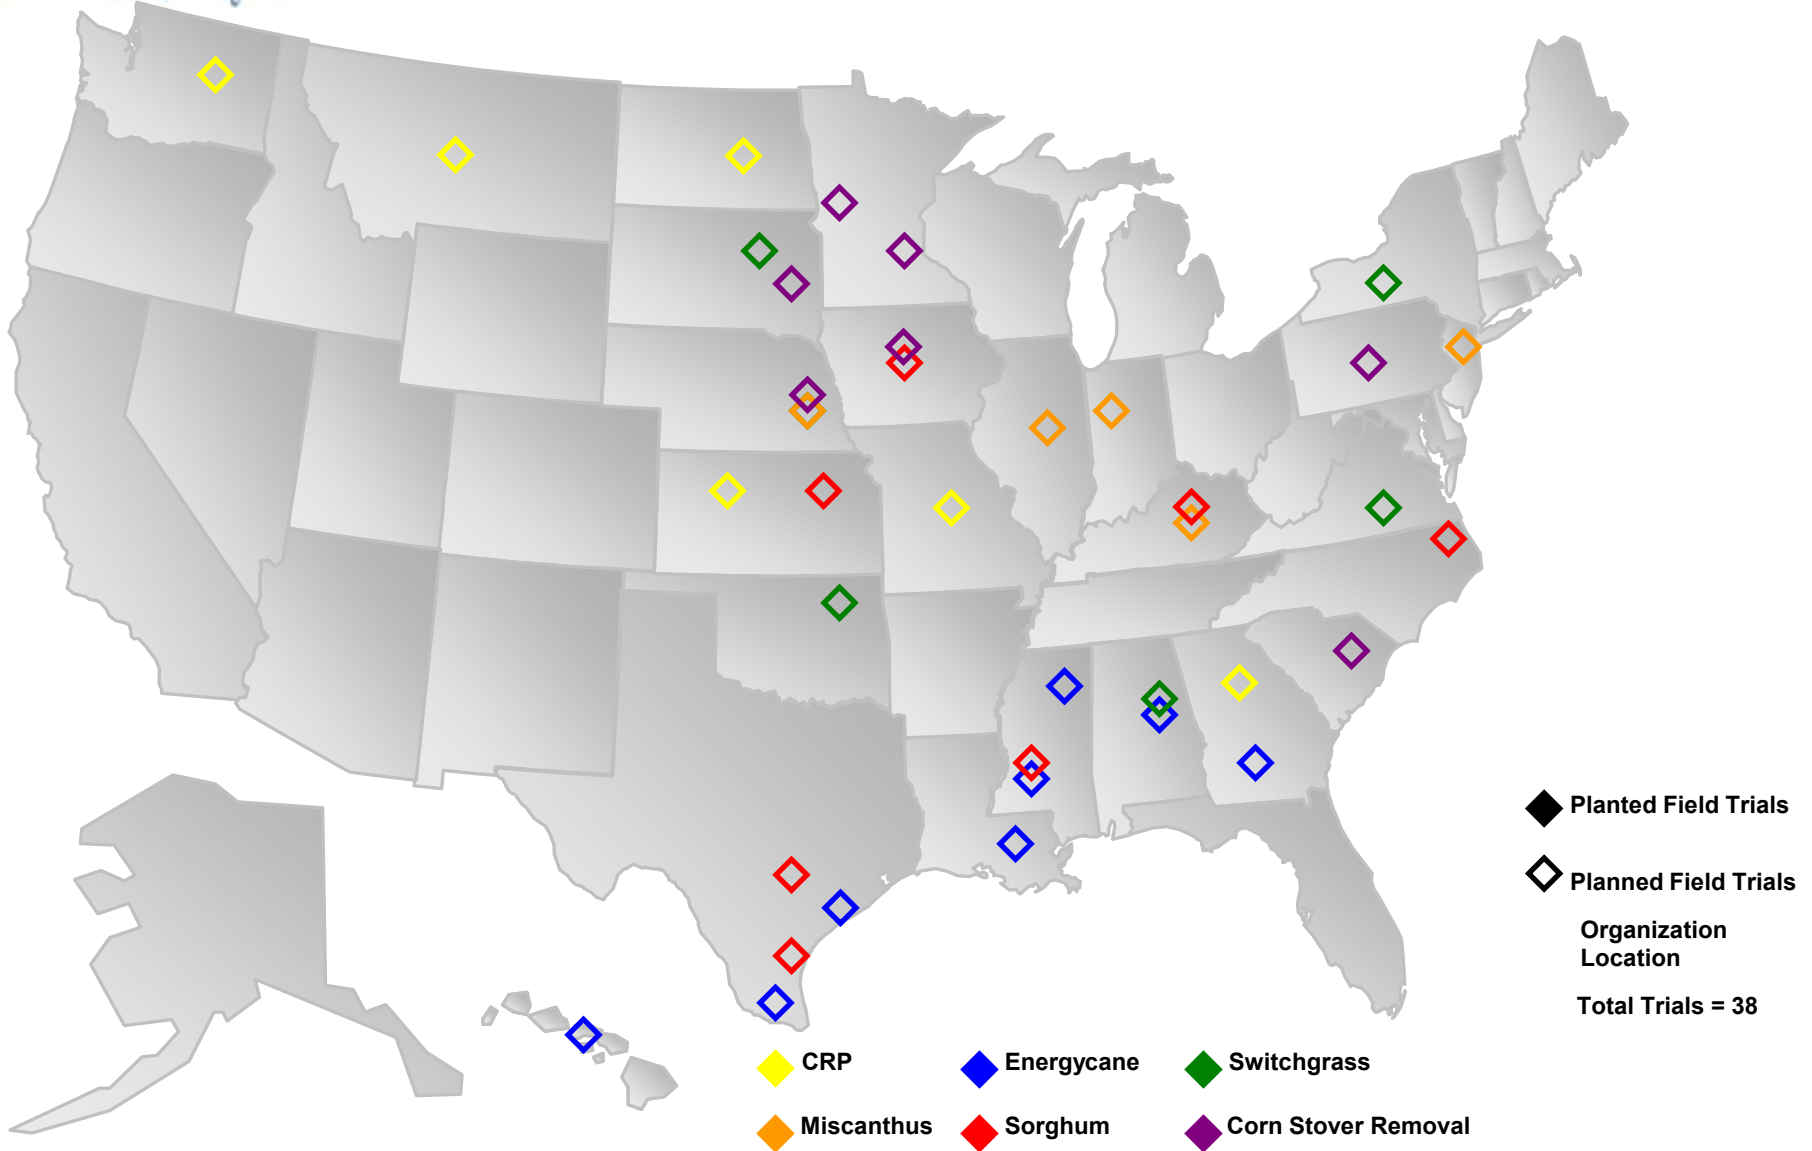 Planted Field Trials
Planned Field Trials
Organization
Location
Total Trials = 38
CRP
Energycane
Switchgrass
Miscanthus
Sorghum
Corn Stover Removal